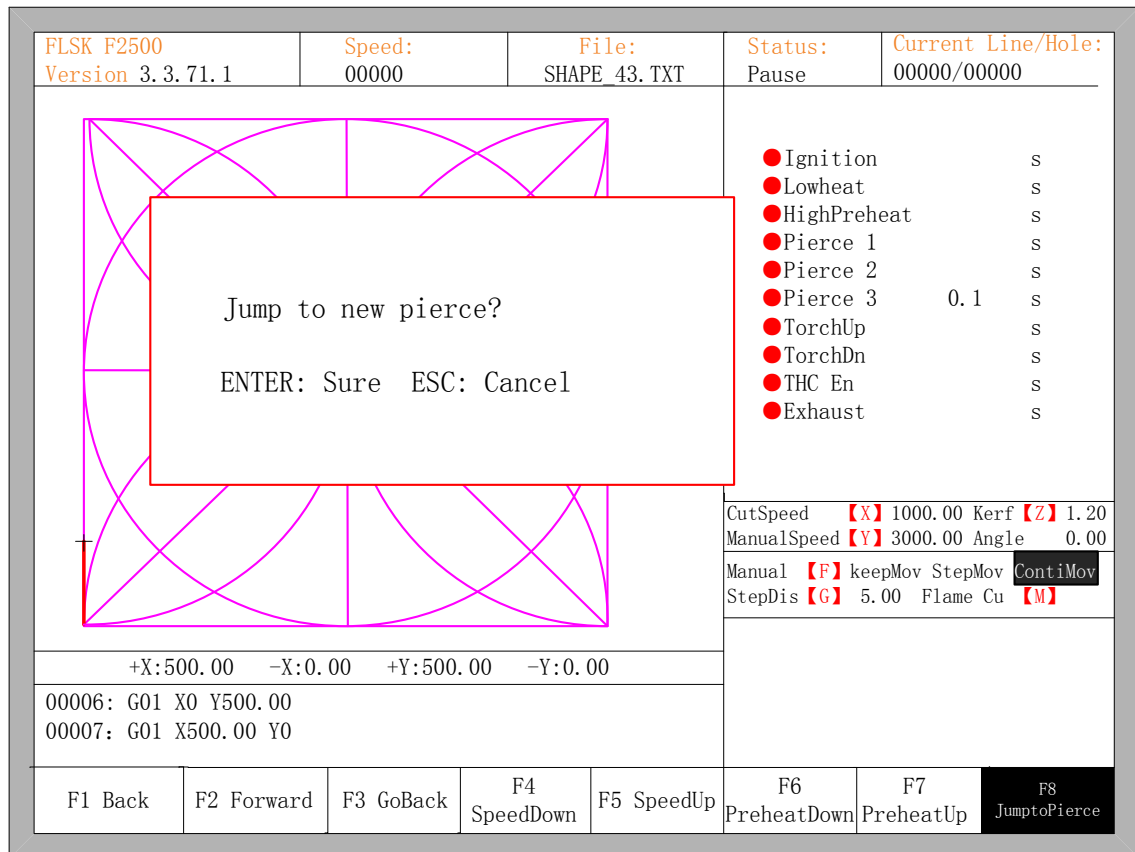 FLSK F2500
Version 3.3.71.1
Speed:
00000
File:
SHAPE_43.TXT
Status:
Pause
Current Line/Hole:
00000/00000
Jump to new pierce?
ENTER: Sure ESC: Cancel
Ignition s
Lowheat s
HighPreheat s
Pierce 1 s
Pierce 2 s
Pierce 3 0.1 s
TorchUp s
TorchDn s
THC En s
Exhaust s
CutSpeed 【X】 1000.00 Kerf 【Z】 1.20
ManualSpeed 【Y】 3000.00 Angle 0.00
Manual 【F】 keepMov StepMov ContiMov
StepDis 【G】 5.00 Flame Cu 【M】
+X:500.00 -X:0.00 +Y:500.00 -Y:0.00
00006: G01 X0 Y500.00
00007: G01 X500.00 Y0
F1 Back
F2 Forward
F3 GoBack
F4
SpeedDown
F5 SpeedUp
F6
PreheatDown
F7
PreheatUp
F8
JumptoPierce